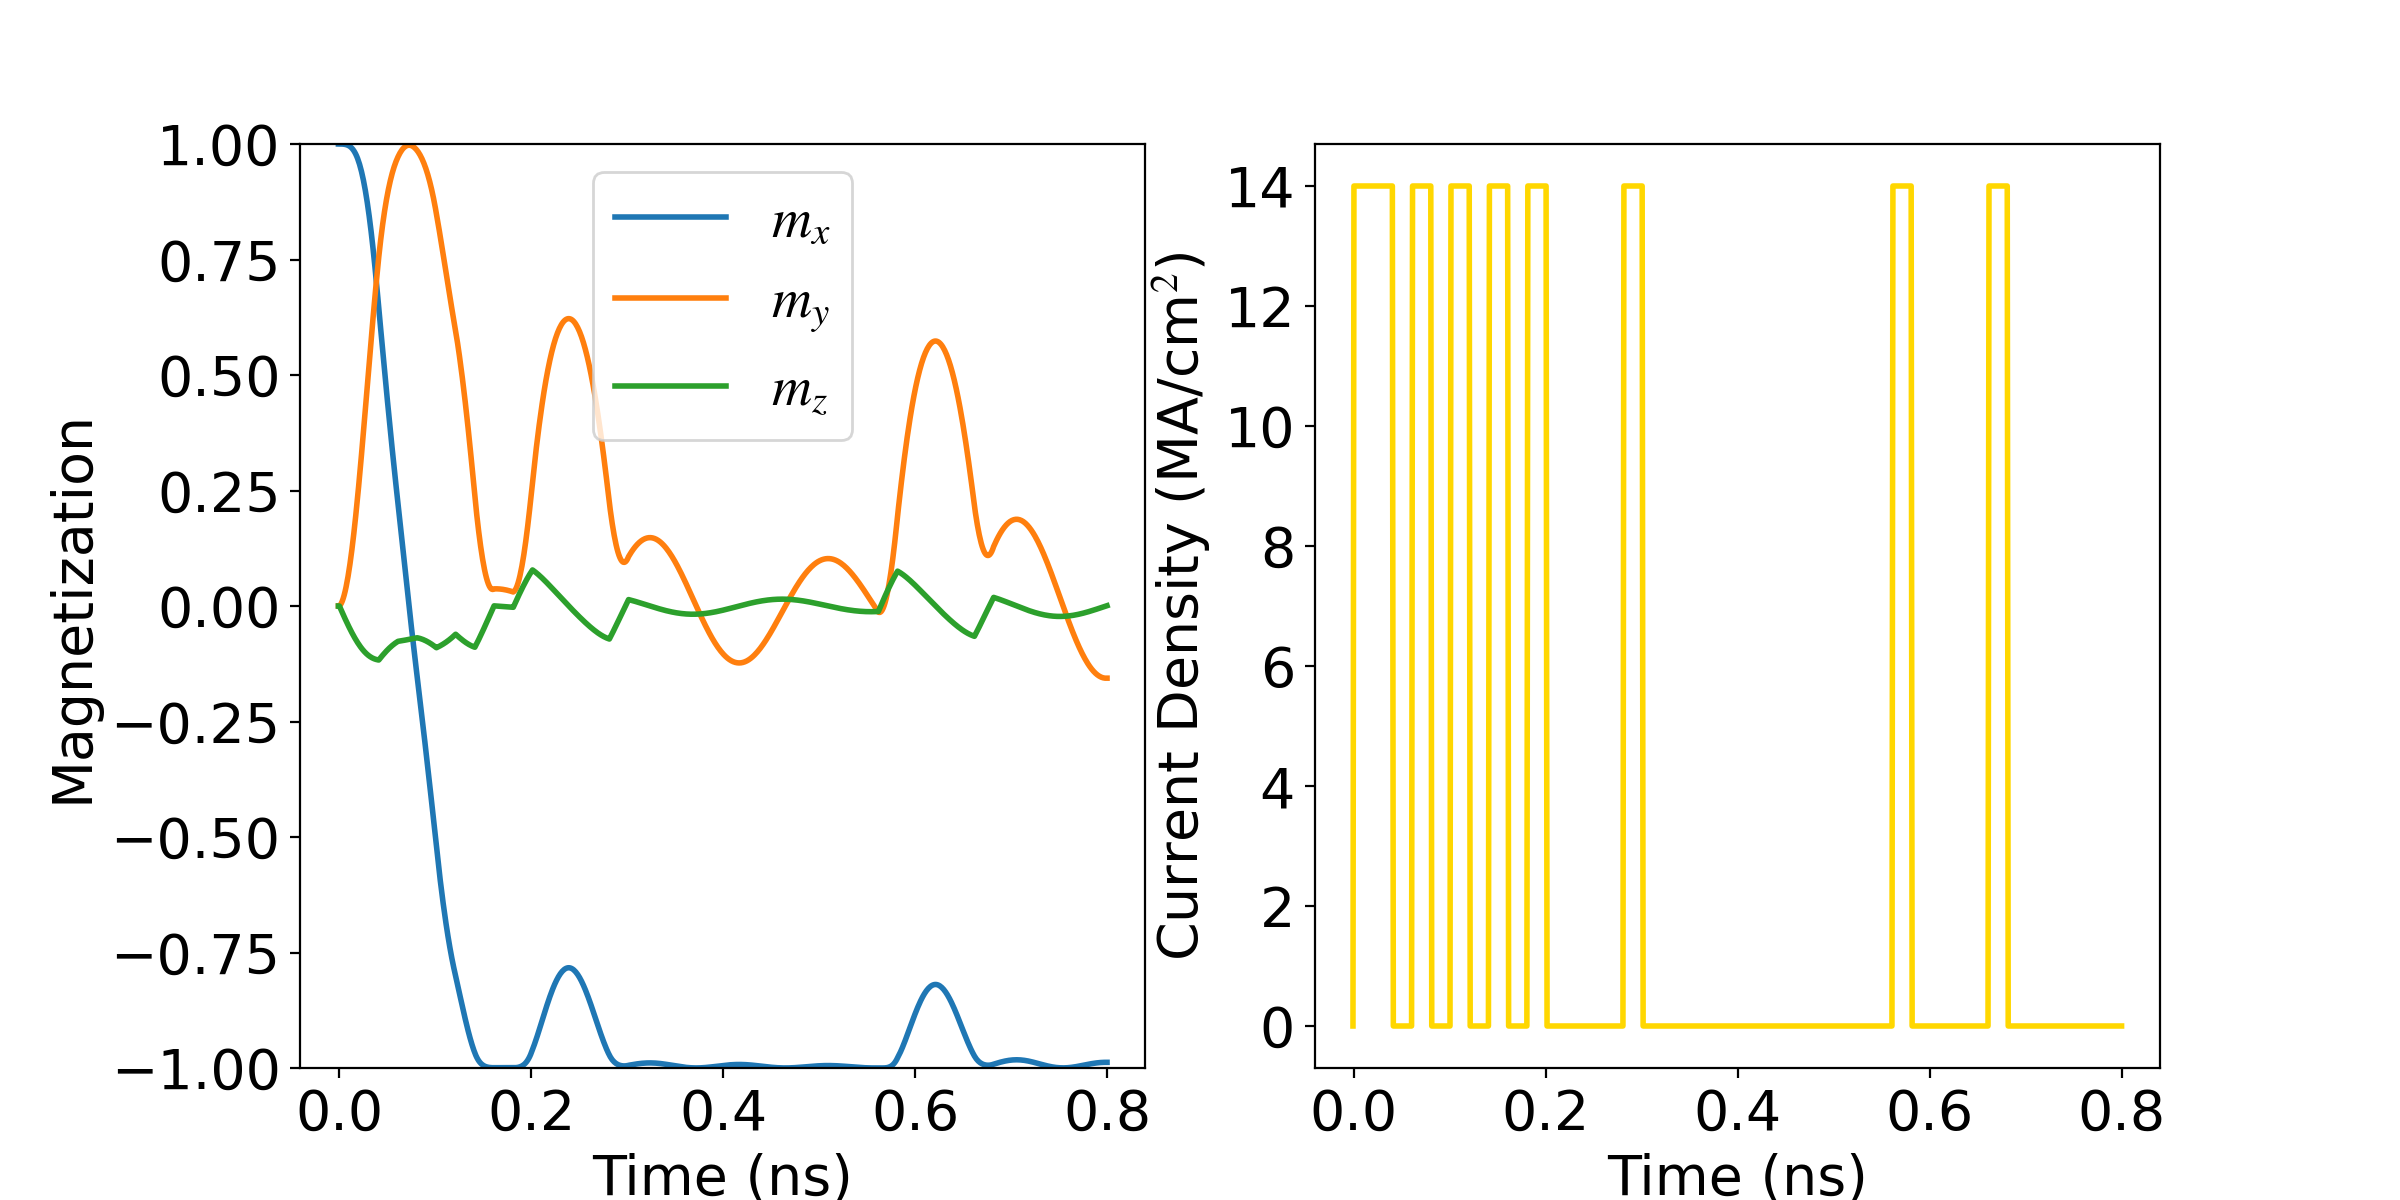 Magnetization
1.00
0.75
0.50
0.25
0.00
−0.25
−0.50
−0.75
−1.00
0.0 0.2 0.4 0.6 0.8
Time (ns)
m_x
m_y
m_z
Current Density (MA/cm²)
14
12
10
8
6
4
2
0
0.0 0.2 0.4 0.6 0.8
Time (ns)